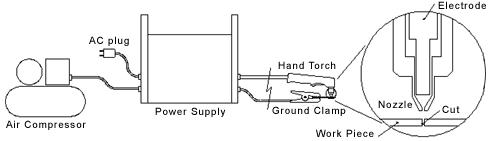 Electrode
AC plug
Hand Torch
Nozzle
Cut
Air Compressor
Power Supply
Ground Clamp
Work Piece